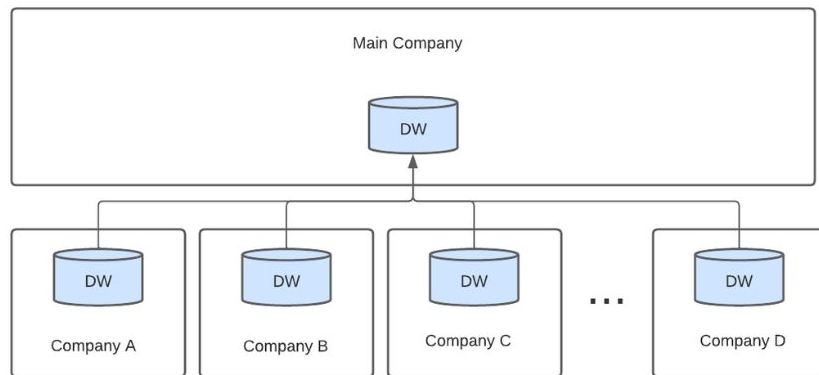 Main Company
DW
DW
DW
DW
...
DW
Company A
Company B
Company C
Company D